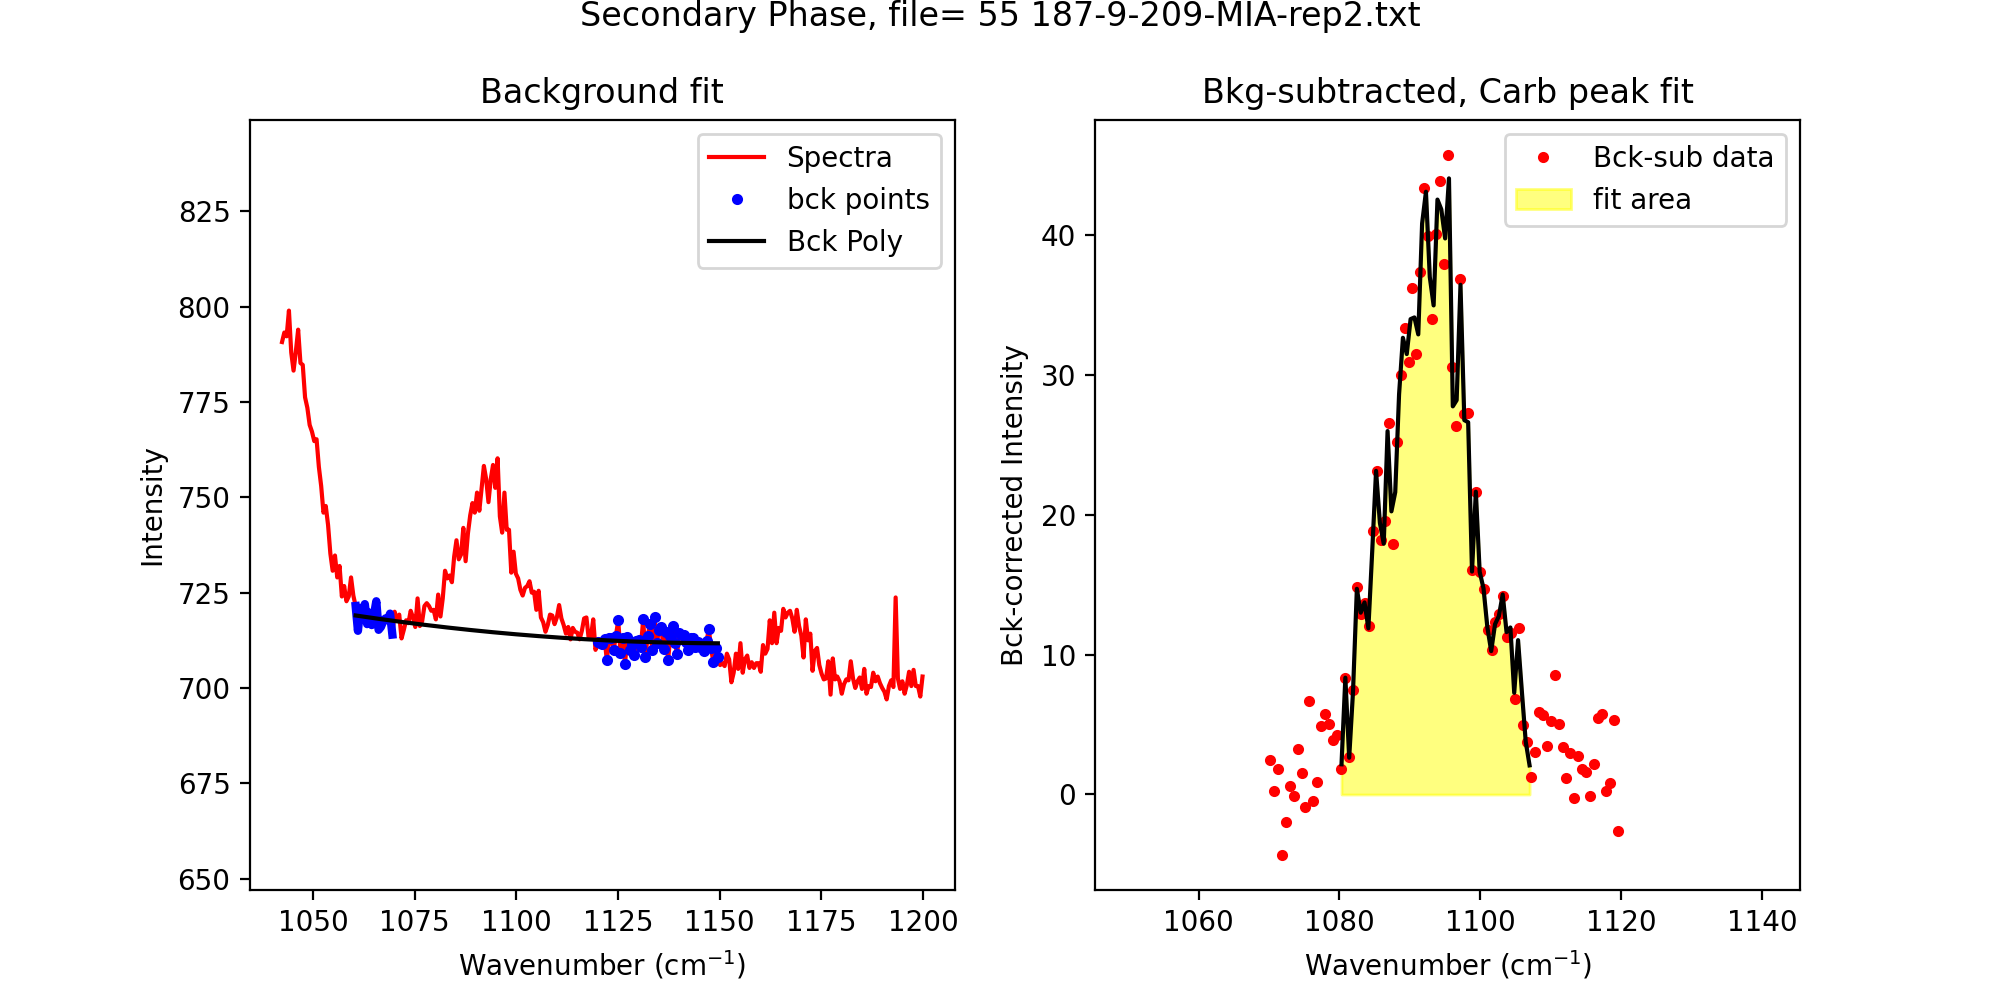 Secondary Phase, file= 55 187-9-209-MIA-rep2.txt
Background fit
Spectra
bck points
Bck Poly
825
800
775
750
725
700
675
650
Intensity
1050 1075 1100 1125 1150 1175 1200
Wavenumber (cm⁻¹)
Bkg-subtracted, Carb peak fit
Bck-sub data
fit area
40
30
20
10
0
Bck-corrected Intensity
1060 1080 1100 1120 1140
Wavenumber (cm⁻¹)